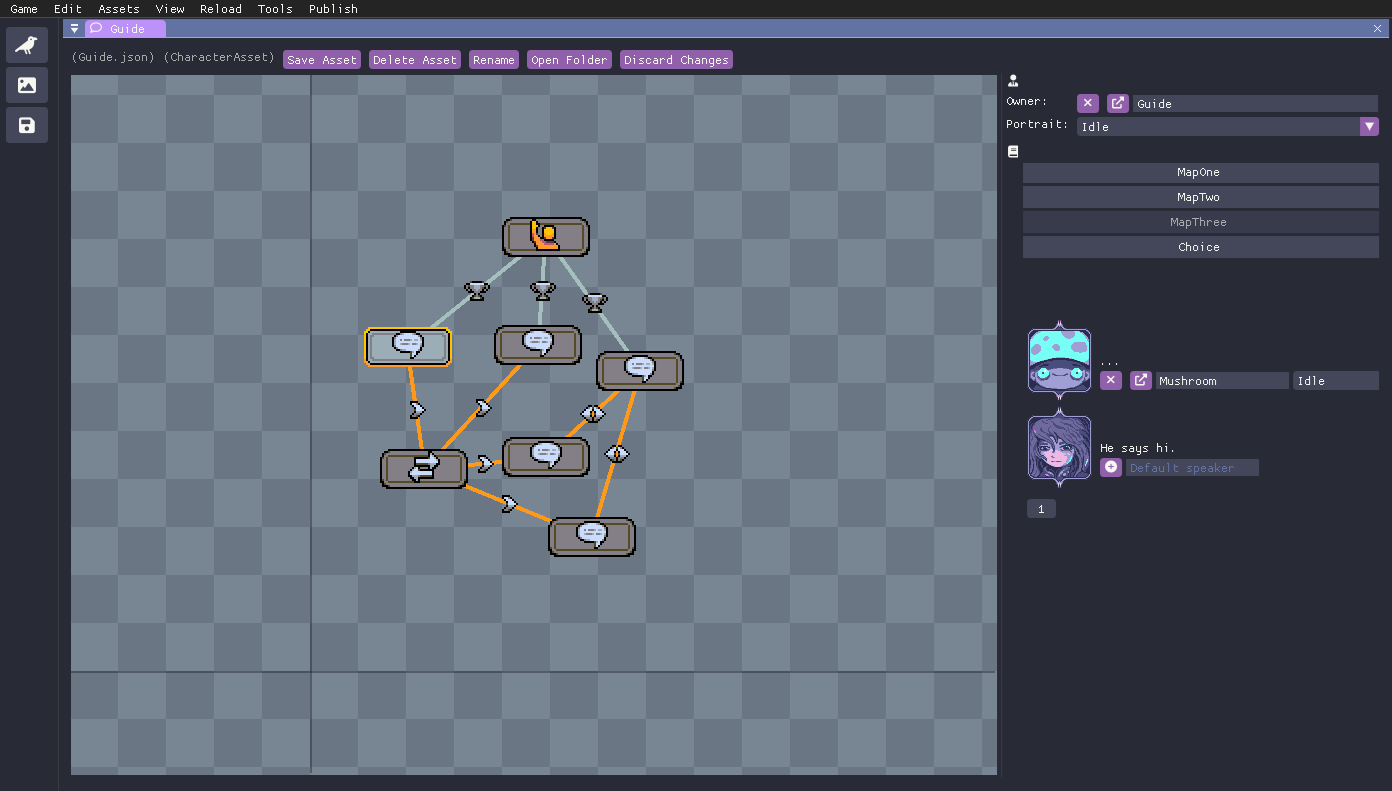 Game Edit Assets View Reload Tools Publish
Guide
(Guide.json) (CharacterAsset) Save Asset Delete Asset Rename Open Folder Discard Changes
Owner: Guide
Portrait: Idle
MapOne
MapTwo
MapThree
Choice
...
Mushroom Idle
He says hi.
Default speaker
1